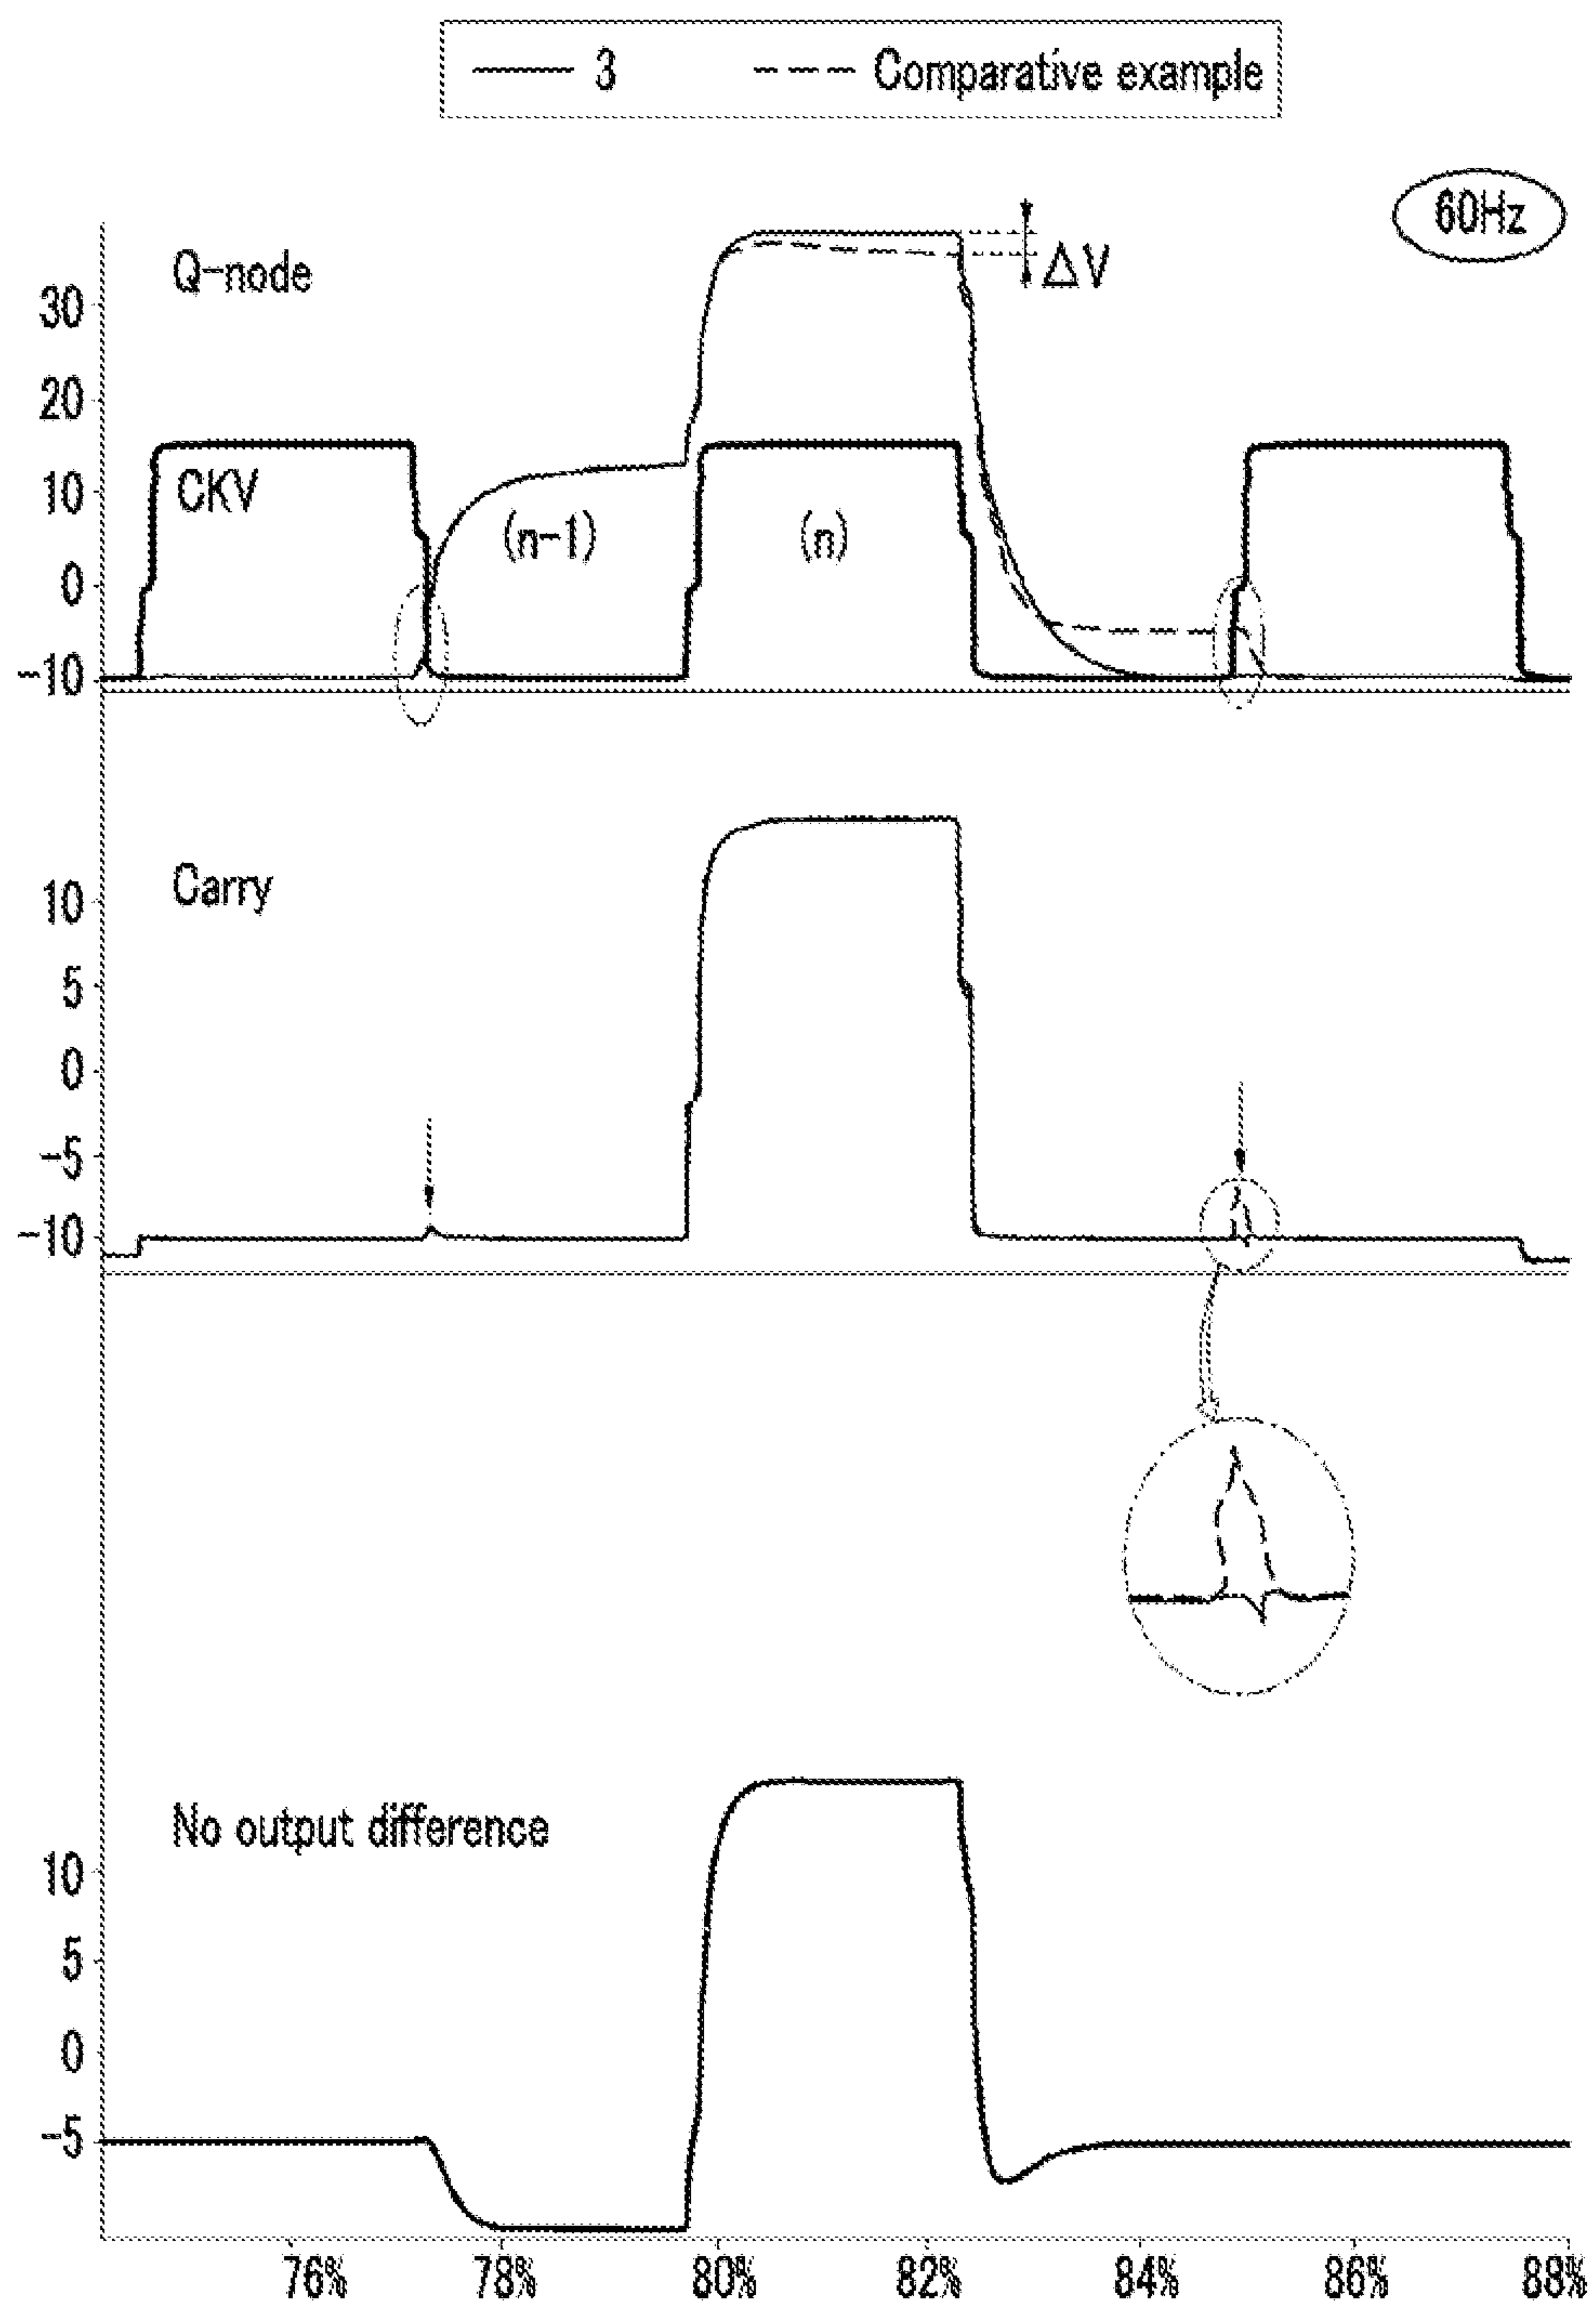 3
Comparative example
60Hz
Q-node
ΔV
30
20
10
0
-10
CKV
(n-1)
(n)
Carry
10
5
0
-5
-10
No output difference
10
5
0
-5
76%
78%
80%
82%
84%
86%
88%